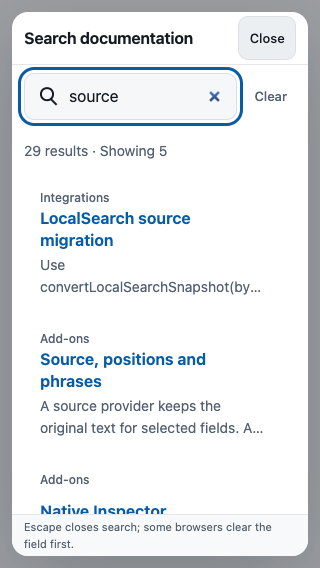 Search documentation
Close
source
Clear
29 results · Showing 5
Integrations
LocalSearch source
migration
Use
convertLocalSearchSnapshot(by…
Add-ons
Source, positions and
phrases
A source provider keeps the
original text for selected fields. A…
Add-ons
Native Inspector
Escape closes search; some browsers clear the
field first.